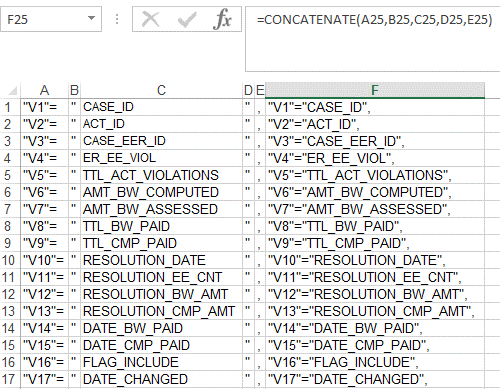 F25 fx =CONCATENATE(A25,B25,C25,D25,E25)
A B C D E F
1 "V1"= " CASE_ID " , "V1"="CASE_ID",
2 "V2"= " ACT_ID " , "V2"="ACT_ID",
3 "V3"= " CASE_EER_ID " , "V3"="CASE_EER_ID",
4 "V4"= " ER_EE_VIOL " , "V4"="ER_EE_VIOL",
5 "V5"= " TTL_ACT_VIOLATIONS " , "V5"="TTL_ACT_VIOLATIONS",
6 "V6"= " AMT_BW_COMPUTED " , "V6"="AMT_BW_COMPUTED",
7 "V7"= " AMT_BW_ASSESSED " , "V7"="AMT_BW_ASSESSED",
8 "V8"= " TTL_BW_PAID " , "V8"="TTL_BW_PAID",
9 "V9"= " TTL_CMP_PAID " , "V9"="TTL_CMP_PAID",
10 "V10"= " RESOLUTION_DATE " , "V10"="RESOLUTION_DATE",
11 "V11"= " RESOLUTION_EE_CNT " , "V11"="RESOLUTION_EE_CNT",
12 "V12"= " RESOLUTION_BW_AMT " , "V12"="RESOLUTION_BW_AMT",
13 "V13"= " RESOLUTION_CMP_AMT " , "V13"="RESOLUTION_CMP_AMT",
14 "V14"= " DATE_BW_PAID " , "V14"="DATE_BW_PAID",
15 "V15"= " DATE_CMP_PAID " , "V15"="DATE_CMP_PAID",
16 "V16"= " FLAG_INCLUDE " , "V16"="FLAG_INCLUDE",
17 "V17"= " DATE_CHANGED " , "V17"="DATE_CHANGED",